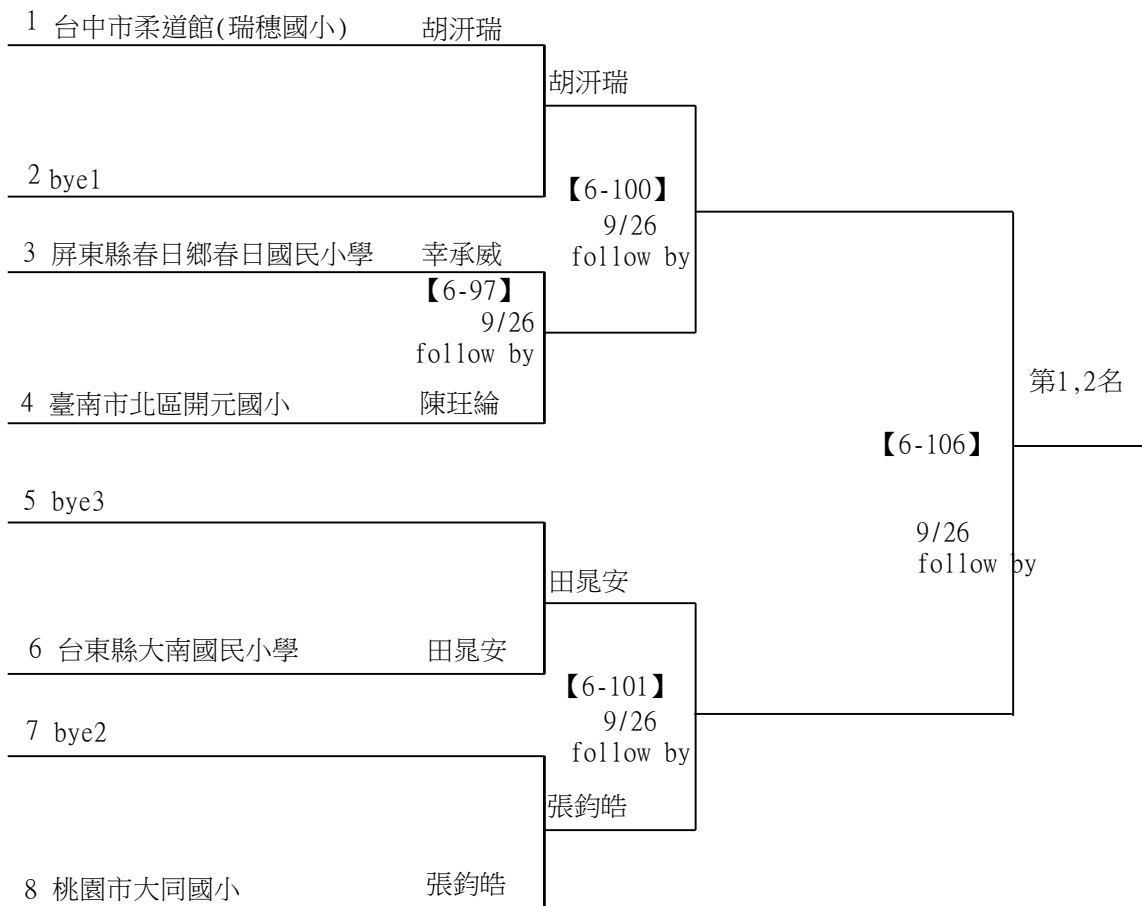 1 台中市柔道館(瑞穗國小) 胡汧瑞
胡汧瑞
2 bye1
【6-100】
9/26
follow by
3 屏東縣春日鄉春日國民小學 幸承威
【6-97】
9/26
follow by
4 臺南市北區開元國小 陳玨綸
第1,2名
【6-106】
9/26
follow by
5 bye3
田晁安
6 台東縣大南國民小學 田晁安
【6-101】
9/26
follow by
7 bye2
張鈞皓
8 桃園市大同國小 張鈞皓